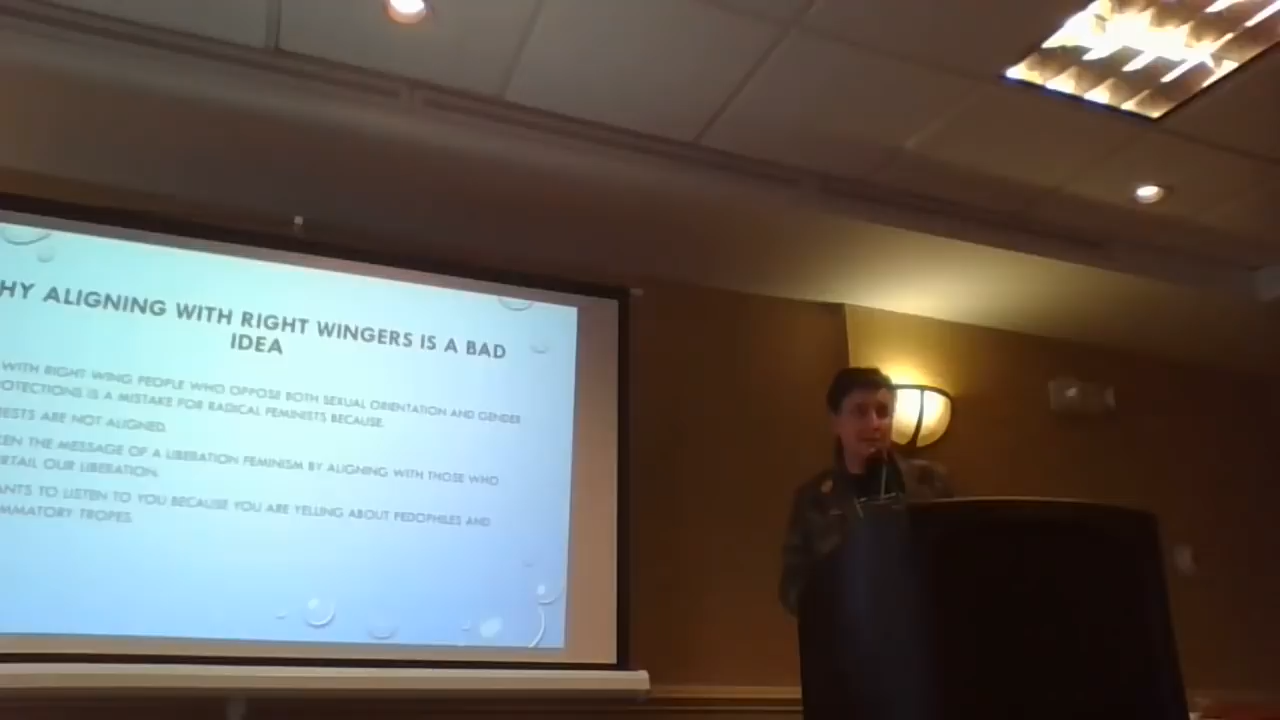 HY ALIGNING WITH RIGHT WINGERS IS A BAD
IDEA
WITH RIGHT WING PEOPLE WHO OPPOSE BOTH SEXUAL ORIENTATION AND GENDER
OTECTIONS IS A MISTAKE FOR RADICAL FEMINISTS BECAUSE:
ESTS ARE NOT ALIGNED.
EN THE MESSAGE OF A LIBERATION FEMINISM BY ALIGNING WITH THOSE WHO
RTAIL OUR LIBERATION.
ANTS TO LISTEN TO YOU BECAUSE YOU ARE YELLING ABOUT PEDOPHILES AND
MMATORY TROPES.